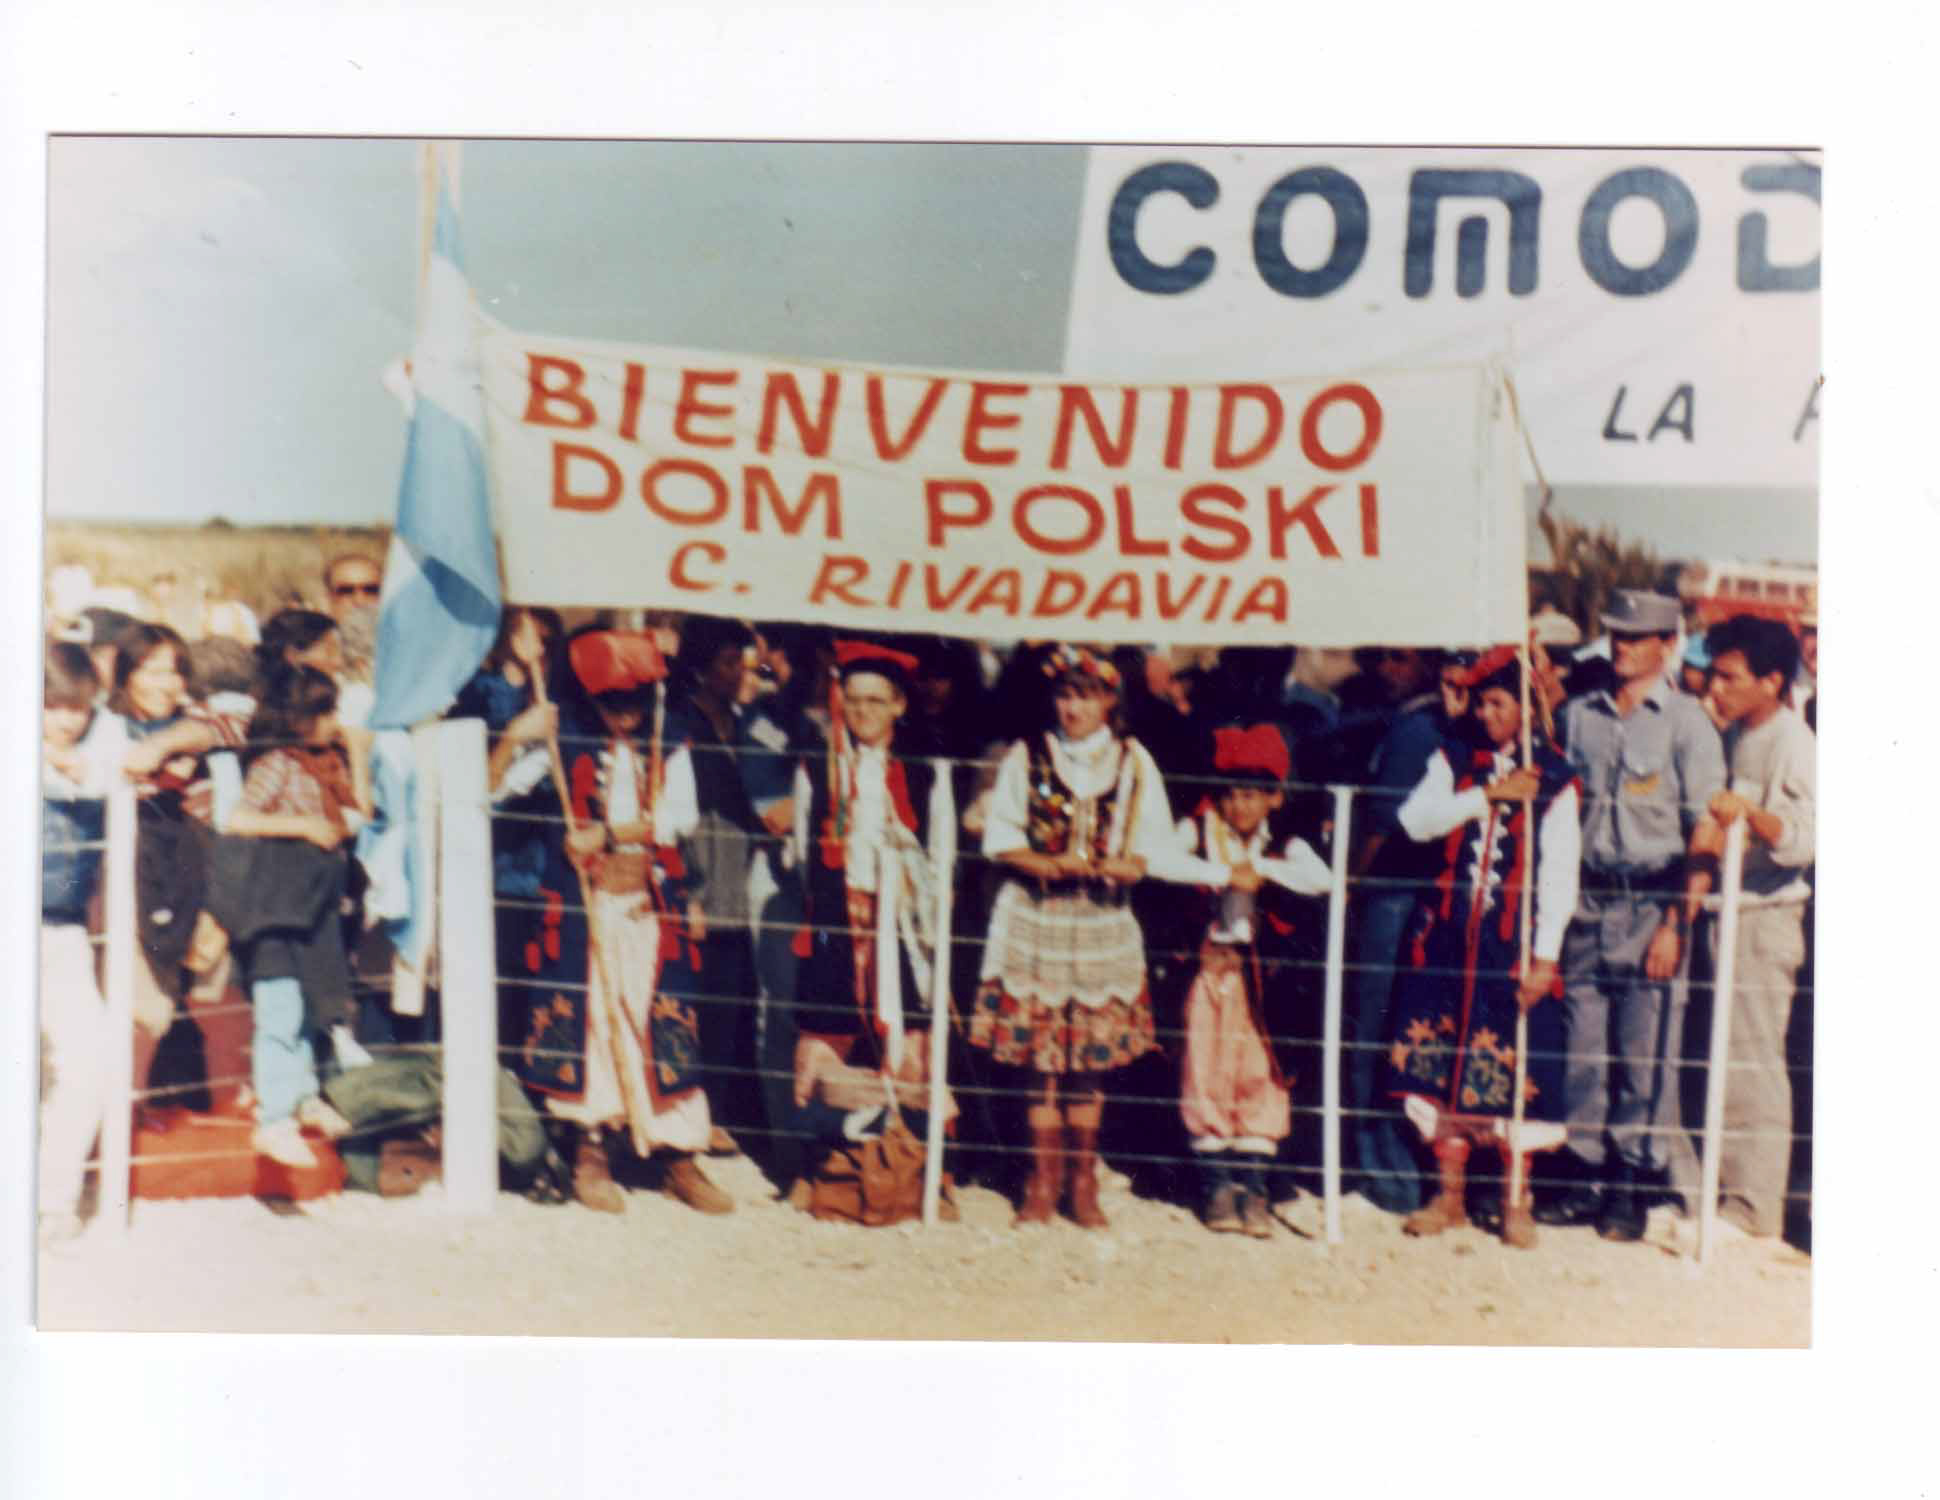 COMOD
LA
BIENVENIDO
DOM POLSKI
C. RIVADAVIA